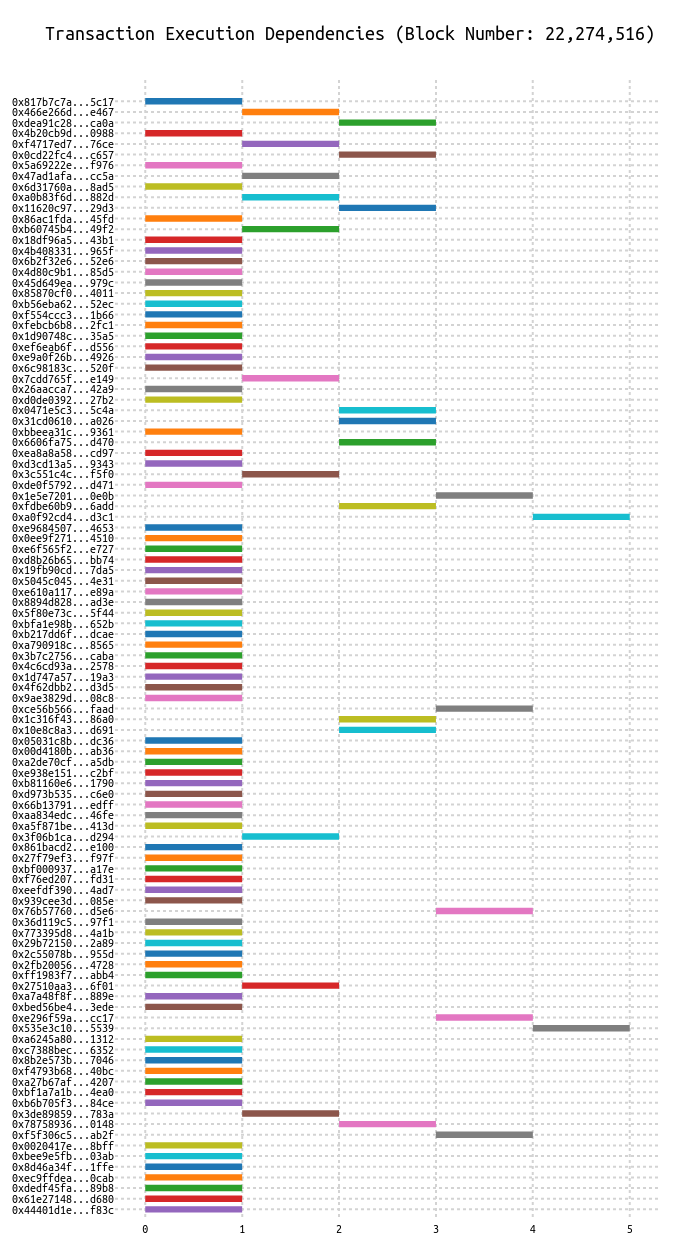 Transaction Execution Dependencies (Block Number: 22,274,516)
0x817b7c7a...5c17
0x466e266d...e467
0xdea91c28...ca0a
0x4b20cb9d...0988
0xf4717ed7...76ce
0x0cd22fc4...c657
0x5a69222e...f976
0x47ad1afa...cc5a
0x6d31760a...8ad5
0xa0b83f6d...882d
0x11620c97...29d3
0x86ac1fda...45fd
0xb60745b4...49f2
0x18df96a5...43b1
0x4b408331...965f
0x6b2f32e6...52e6
0x4d80c9b1...85d5
0x45d649ea...979c
0x85870cf0...4011
0xb56eba62...52ec
0xf554ccc3...1b66
0xfebcb6b8...2fc1
0x1d90748c...35a5
0xef6eab6f...d556
0xe9a0f26b...4926
0x6c98183c...520f
0x7cdd765f...e149
0x26aacca7...42a9
0xd0de0392...27b2
0x0471e5c3...5c4a
0x31cd0610...a026
0xbbeea31c...9361
0x6606fa75...d470
0xea8a8a58...cd97
0xd3cd13a5...9343
0x3c551c4c...f5f0
0xde0f5792...d471
0x1e5e7201...0e0b
0xfdbe60b9...6add
0xa0f92cd4...d3c1
0xe9684507...4653
0x0ee9f271...4510
0xe6f565f2...e727
0xd8b26b65...bb74
0x19fb90cd...7da5
0x5045c045...4e31
0xe610a117...e89a
0x8894d828...ad3e
0x5f80e73c...5f44
0xbfa1e98b...652b
0xb217dd6f...dcae
0xa790918c...8565
0x3b7c2756...caba
0x4c6cd93a...2578
0x1d747a57...19a3
0x4f62dbb2...d3d5
0x9ae3829d...08c8
0xce56b566...faad
0x1c316f43...86a0
0x10e8c8a3...d691
0x05031c8b...dc36
0x00d4180b...ab36
0xa2de70cf...a5db
0xe938e151...c2bf
0xb81160e6...1790
0xd973b535...c6e0
0x66b13791...edff
0xaa834edc...46fe
0xa5f871be...413d
0x3f06b1ca...d294
0x861bacd2...e100
0x27f79ef3...f97f
0xbf000937...a17e
0xf76ed207...fd31
0xeefdf390...4ad7
0x939cee3d...085e
0x76b57760...d5e6
0x36d119c5...97f1
0x773395d8...4a1b
0x29b72150...2a89
0x2c55078b...955d
0x2fb20056...4728
0xff1983f7...abb4
0x27510aa3...6f01
0xa7a48f8f...889e
0xbed56be4...3ede
0xe296f59a...cc17
0x535e3c10...5539
0xa6245a80...1312
0xc7388bec...6352
0x8b2e573b...7046
0xf4793b68...40bc
0xa27b67af...4207
0xbf1a7a1b...4ea0
0xb6b705f3...84ce
0x3de89859...783a
0x78758936...0148
0xf5f306c5...ab2f
0x0020417e...8bff
0xbee9e5fb...03ab
0x8d46a34f...1ffe
0xec9ffdea...0cab
0xdedf45fa...89b8
0x61e27148...d680
0x44401d1e...f83c
0 1 2 3 4 5